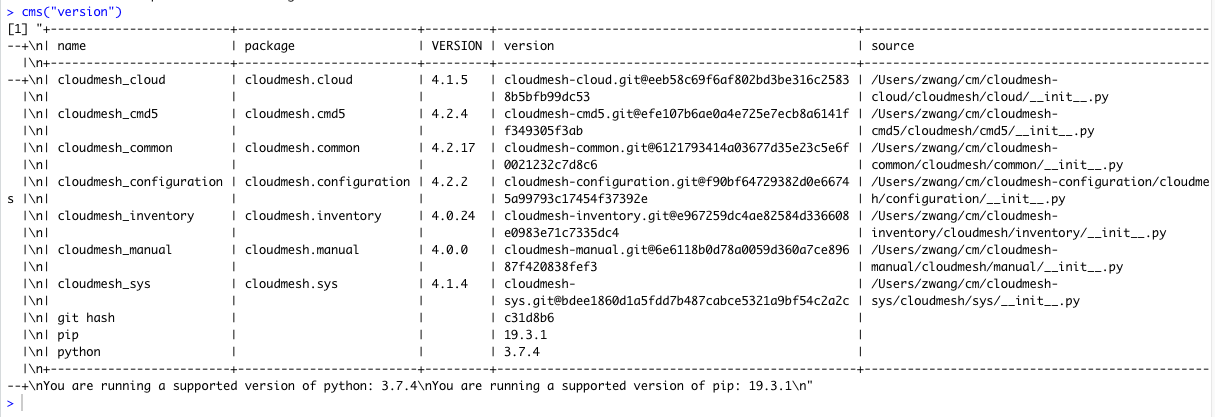 > cms("version")
[1] "+-------------------------+-------------------------+---------+--------------------------------------------------+------------------------------------------------
--+\n| name | package | VERSION | version | source
|\n+-------------------------+-------------------------+---------+--------------------------------------------------+------------------------------------------------
--+\n| cloudmesh_cloud | cloudmesh.cloud | 4.1.5 | cloudmesh-cloud.git@eeb58c69f6af802bd3be316c2583 | /Users/zwang/cm/cloudmesh-
|\n| | | | 8b5bfb99dc53 | cloud/cloudmesh/cloud/__init__.py
|\n| cloudmesh_cmd5 | cloudmesh.cmd5 | 4.2.4 | cloudmesh-cmd5.git@efe107b6ae0a4e725e7ecb8a6141f | /Users/zwang/cm/cloudmesh-
|\n| | | | f349305f3ab | cmd5/cloudmesh/cmd5/__init__.py
|\n| cloudmesh_common | cloudmesh.common | 4.2.17 | cloudmesh-common.git@6121793414a03677d35e23c5e6f | /Users/zwang/cm/cloudmesh-
|\n| | | | 0021232c7d8c6 | common/cloudmesh/common/__init__.py
|\n| cloudmesh_configuration | cloudmesh.configuration | 4.2.2 | cloudmesh-configuration.git@f90bf64729382d0e6674 | /Users/zwang/cm/cloudmesh-configuration/cloudme
s |\n| | | | 5a99793c17454f37392e | h/configuration/__init__.py
|\n| cloudmesh_inventory | cloudmesh.inventory | 4.0.24 | cloudmesh-inventory.git@e967259dc4ae82584d336608 | /Users/zwang/cm/cloudmesh-
|\n| | | | e0983e71c7335dc4 | inventory/cloudmesh/inventory/__init__.py
|\n| cloudmesh_manual | cloudmesh.manual | 4.0.0 | cloudmesh-manual.git@6e6118b0d78a0059d360a7ce896 | /Users/zwang/cm/cloudmesh-
|\n| | | | 87f420838fef3 | manual/cloudmesh/manual/__init__.py
|\n| cloudmesh_sys | cloudmesh.sys | 4.1.4 | cloudmesh- | /Users/zwang/cm/cloudmesh-
|\n| | | | sys.git@bdee1860d1a5fdd7b487cabce5321a9bf54c2a2c | sys/cloudmesh/sys/__init__.py
|\n| git hash | | | c31d8b6 |
|\n| pip | | | 19.3.1 |
|\n| python | | | 3.7.4 |
|\n+-------------------------+-------------------------+---------+--------------------------------------------------+------------------------------------------------
--+\nYou are running a supported version of python: 3.7.4\nYou are running a supported version of pip: 19.3.1\n"
>